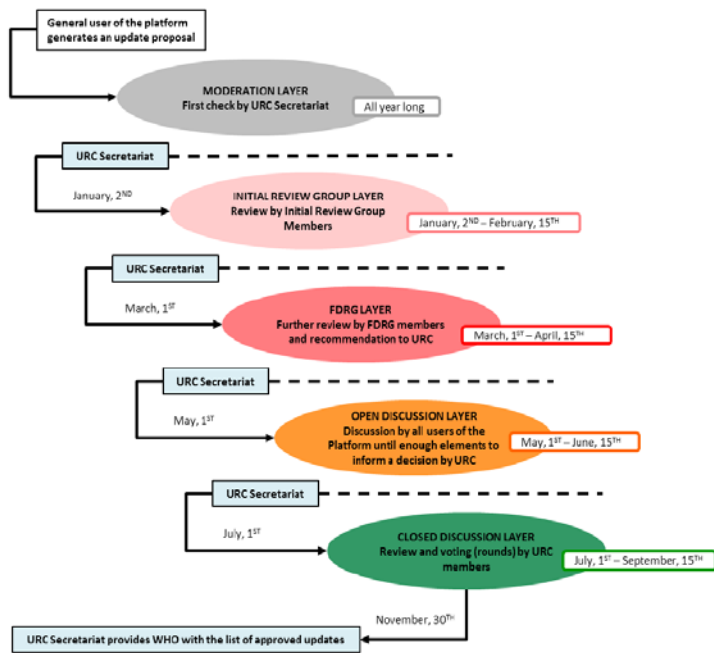 General user of the platform
generates an update proposal
MODERATION LAYER
First check by URC Secretariat
All year long
URC Secretariat
January, 2ND
INITIAL REVIEW GROUP LAYER
Review by Initial Review Group
Members
January, 2ND – February, 15TH
URC Secretariat
March, 1ST
FDRG LAYER
Further review by FDRG members
and recommendation to URC
March, 1ST – April, 15TH
URC Secretariat
May, 1ST
OPEN DISCUSSION LAYER
Discussion by all users of the
Platform until enough elements to
inform a decision by URC
May, 1ST – June, 15TH
URC Secretariat
July, 1ST
CLOSED DISCUSSION LAYER
Review and voting (rounds) by URC
members
July, 1ST – September, 15TH
November, 30TH
URC Secretariat provides WHO with the list of approved updates